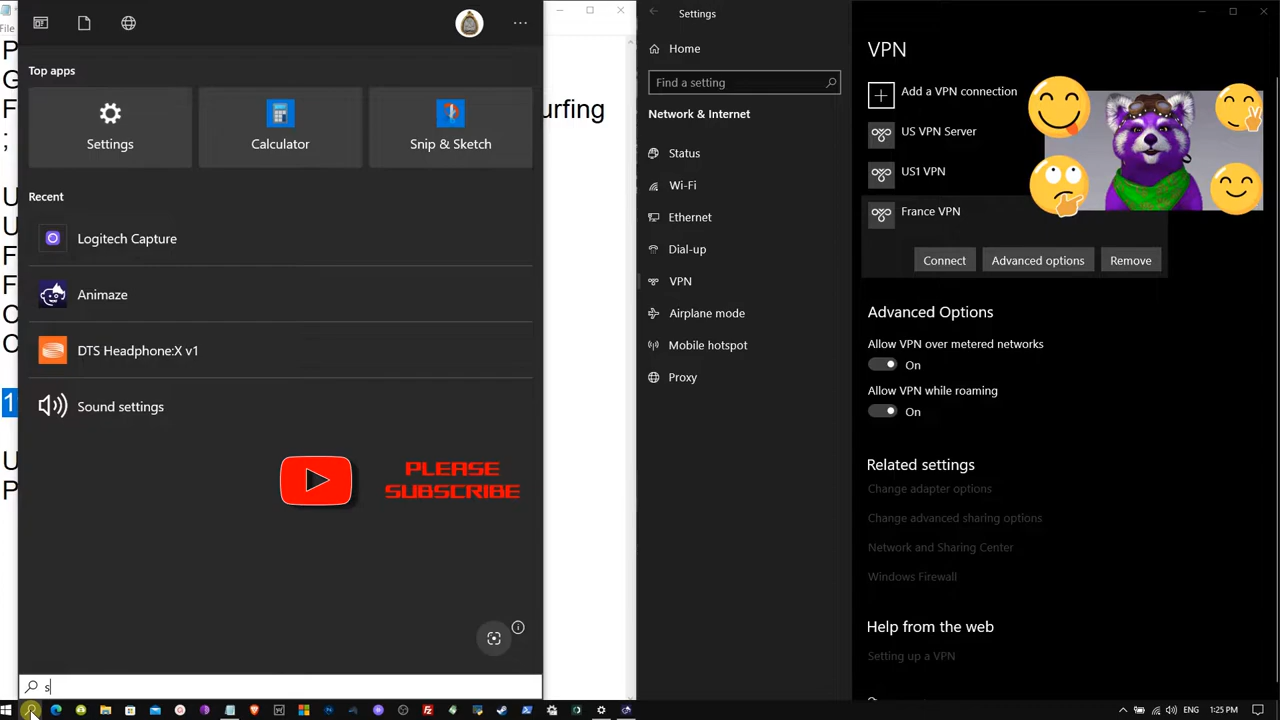 Top apps
Settings
Calculator
Snip & Sketch
Recent
Logitech Capture
Animaze
DTS Headphone:X v1
Sound settings
PLEASE
SUBSCRIBE
s
File
P
G
F
urfing
;
U
U
F
F
C
C
1
U
P
Settings
Home
Find a setting
Network & Internet
Status
Wi-Fi
Ethernet
Dial-up
VPN
Airplane mode
Mobile hotspot
Proxy
VPN
Add a VPN connection
US VPN Server
US1 VPN
France VPN
Connect
Advanced options
Remove
Advanced Options
Allow VPN over metered networks
On
Allow VPN while roaming
On
Related settings
Change adapter options
Change advanced sharing options
Network and Sharing Center
Windows Firewall
Help from the web
Setting up a VPN
ENG
1:25 PM